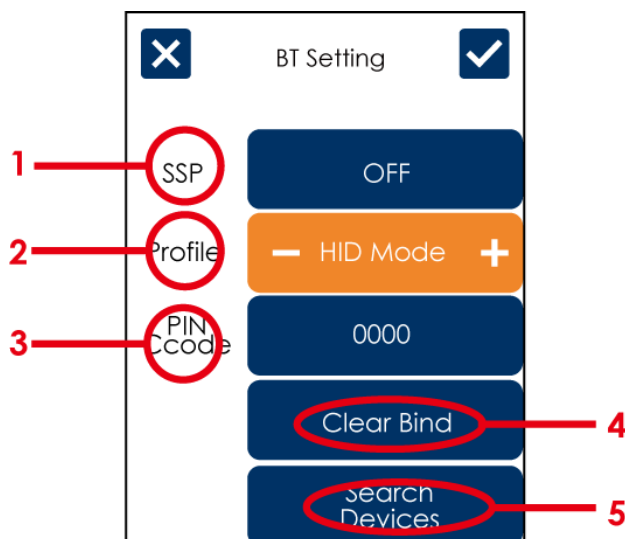 BT Setting
1
SSP
OFF
2
Profile
HID Mode
3
PIN
Ccode
0000
Clear Bind
4
Search
Devices
5